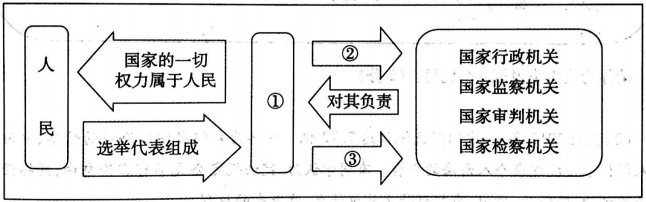 人
民
国家的一切
权力属于人民
选举代表组成
①
②
对其负责
③
国家行政机关
国家监察机关
国家审判机关
国家检察机关